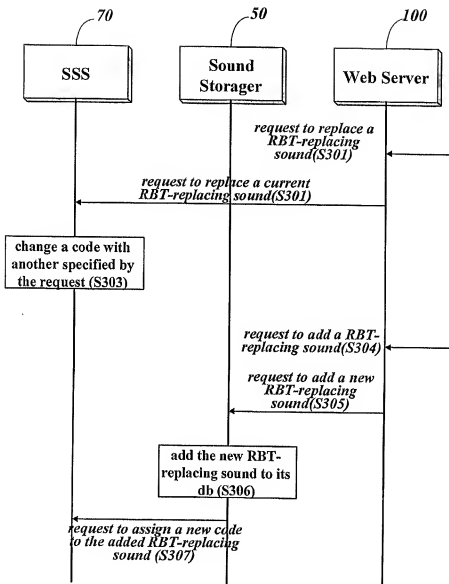 70
50
100
SSS
Sound
Storager
Web Server
request to replace a
RBT-replacing
sound(S301)
request to replace a current
RBT-replacing sound(S301)
change a code with
another specified by
the request (S303)
request to add a RBT-
replacing sound(S304)
request to add a new
RBT-replacing
sound(S305)
add the new RBT-
replacing sound to its
db (S306)
request to assign a new code
to the added RBT-replacing
sound (S307)